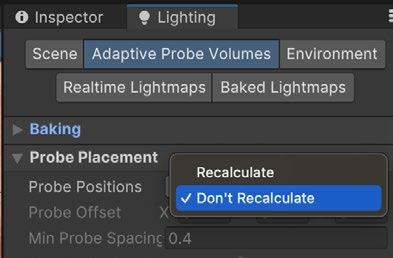 Inspector
Lighting
Scene
Adaptive Probe Volumes
Environment
Realtime Lightmaps
Baked Lightmaps
Baking
Probe Placement
Recalculate
Probe Positions
✓ Don't Recalculate
Probe Offset X
Min Probe Spacing 0.4